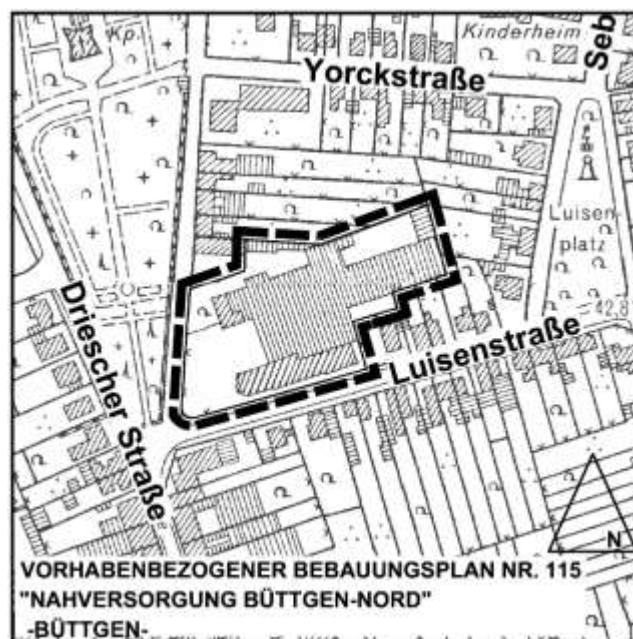 Kp.
Kinderheim
Seb
Yorckstraße
Luisen
platz
42,8
Driescher Straße
Luisenstraße
N
VORHABENBEZOGENER BEBAUUNGSPLAN NR. 115
"NAHVERSORGUNG BÜTTGEN-NORD"
-BÜTTGEN-